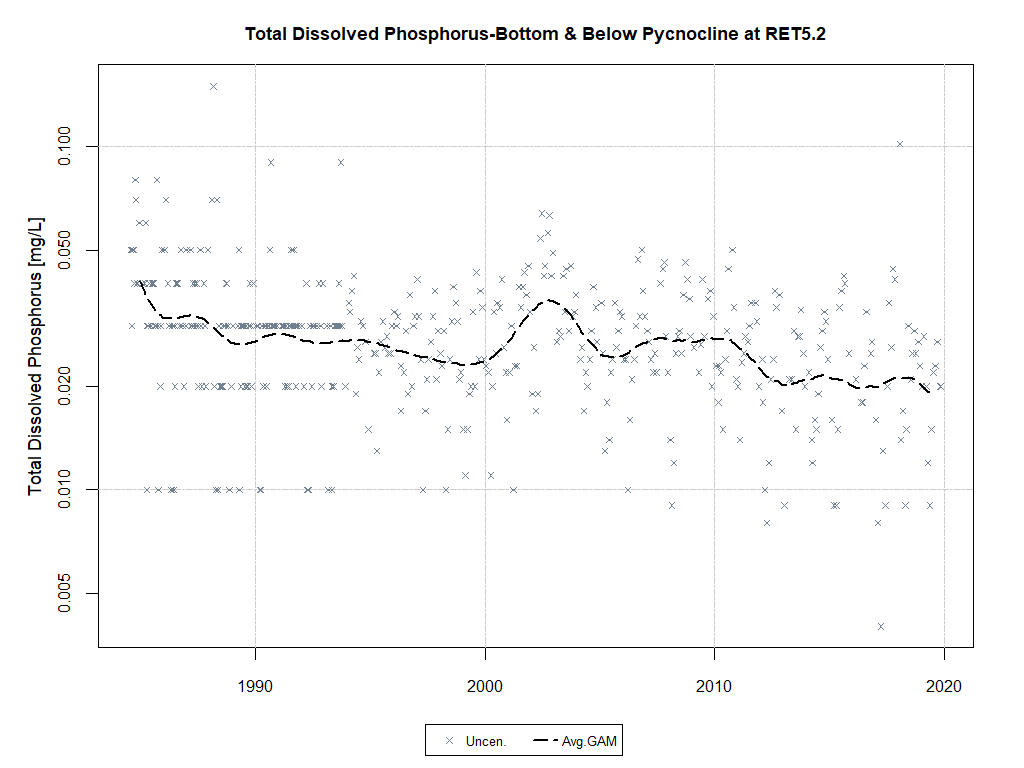 Total Dissolved Phosphorus-Bottom & Below Pycnocline at RET5.2
Total Dissolved Phosphorus [mg/L]
0.100
0.050
0.020
0.010
0.005
1990
2000
2010
2020
Uncen.
Avg.GAM